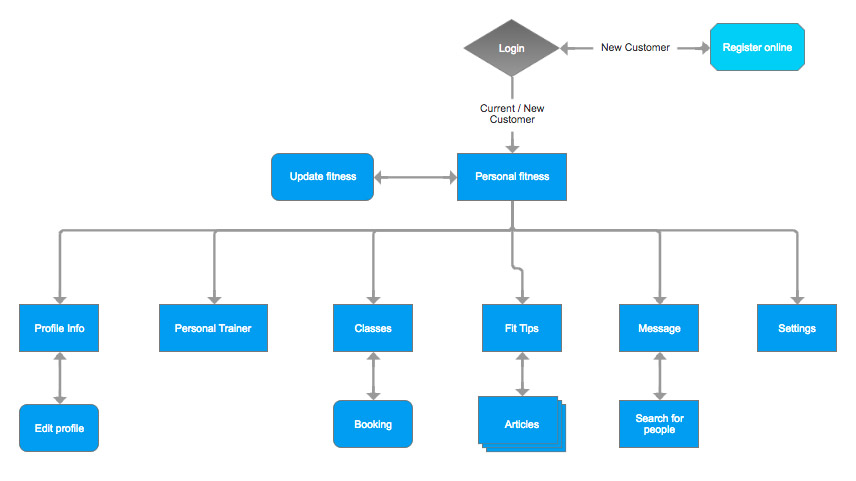 Login
New Customer
Register online
Current / New
Customer
Update fitness
Personal fitness
Profile Info
Personal Trainer
Classes
Fit Tips
Message
Settings
Edit profile
Booking
Articles
Search for
people